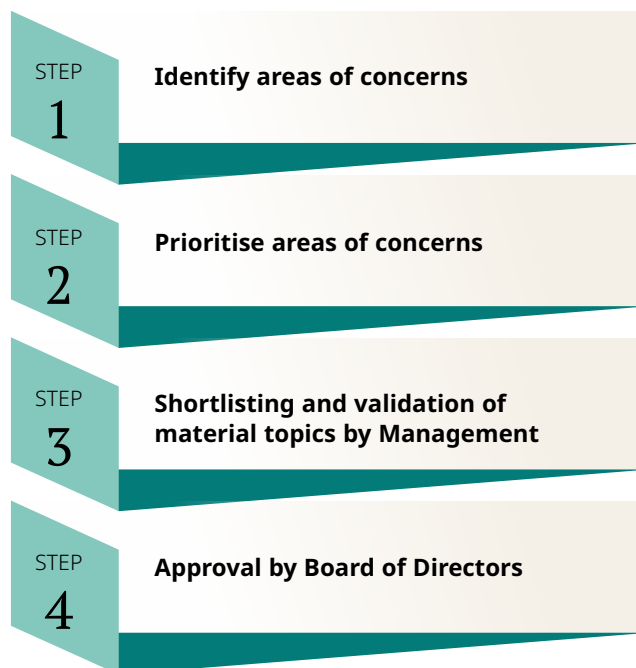 STEP
1
Identify areas of concerns
STEP
2
Prioritise areas of concerns
STEP
3
Shortlisting and validation of
material topics by Management
STEP
4
Approval by Board of Directors